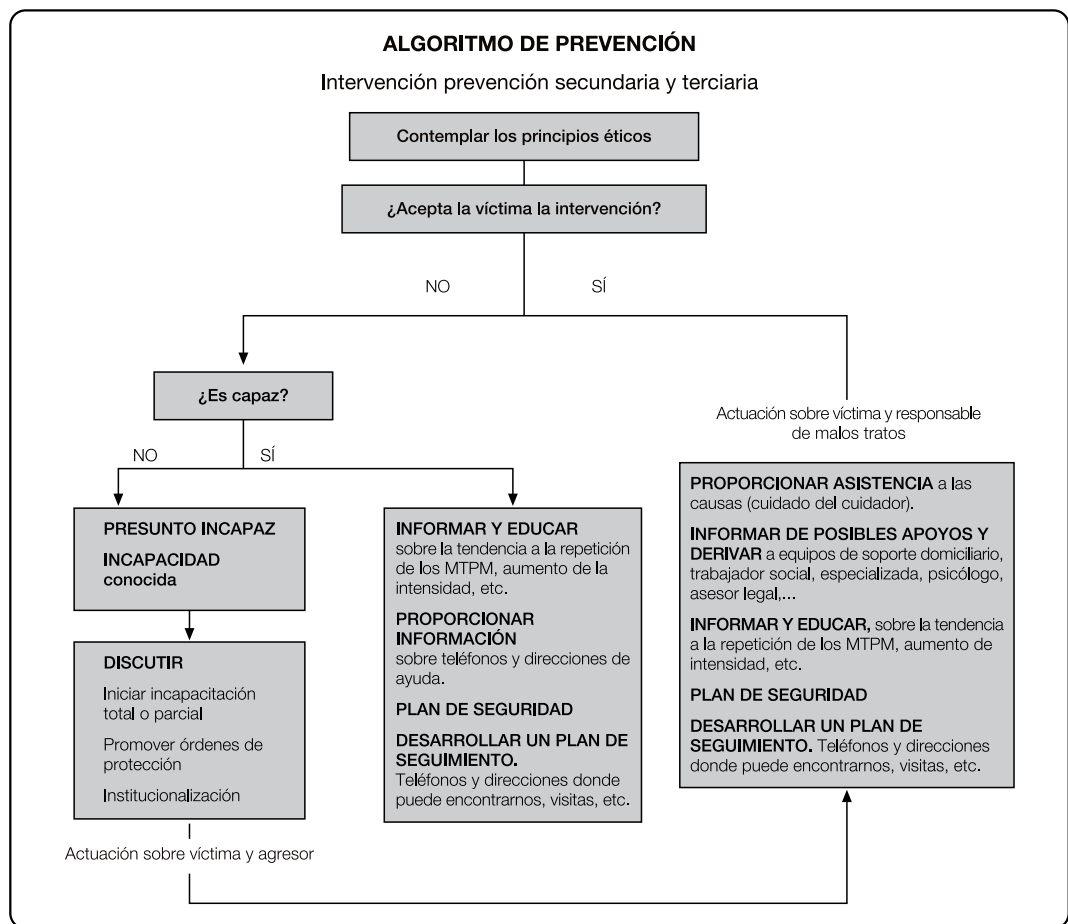 ALGORITMO DE PREVENCIÓN
Intervención prevención secundaria y terciaria
Contemplar los principios éticos
¿Acepta la víctima la intervención?
NO
SÍ
¿Es capaz?
NO
SÍ
PRESUNTO INCAPAZ
INCAPACIDAD
conocida
DISCUTIR
Iniciar incapacitación
total o parcial
Promover órdenes de
protección
Institucionalización
Actuación sobre víctima y agresor
INFORMAR Y EDUCAR
sobre la tendencia a la repetición
de los MTPM, aumento de la
intensidad, etc.
PROPORCIONAR
INFORMACIÓN
sobre teléfonos y direcciones de
ayuda.
PLAN DE SEGURIDAD
DESARROLLAR UN PLAN DE
SEGUIMIENTO.
Teléfonos y direcciones donde
puede encontrarnos, visitas, etc.
Actuación sobre víctima y responsable
de malos tratos
PROPORCIONAR ASISTENCIA a las
causas (cuidado del cuidador).
INFORMAR DE POSIBLES APOYOS Y
DERIVAR a equipos de soporte domiciliario,
trabajador social, especializada, psicólogo,
asesor legal,...
INFORMAR Y EDUCAR, sobre la tendencia
a la repetición de los MTPM, aumento de
intensidad, etc.
PLAN DE SEGURIDAD
DESARROLLAR UN PLAN DE
SEGUIMIENTO. Teléfonos y direcciones
donde puede encontrarnos, visitas, etc.